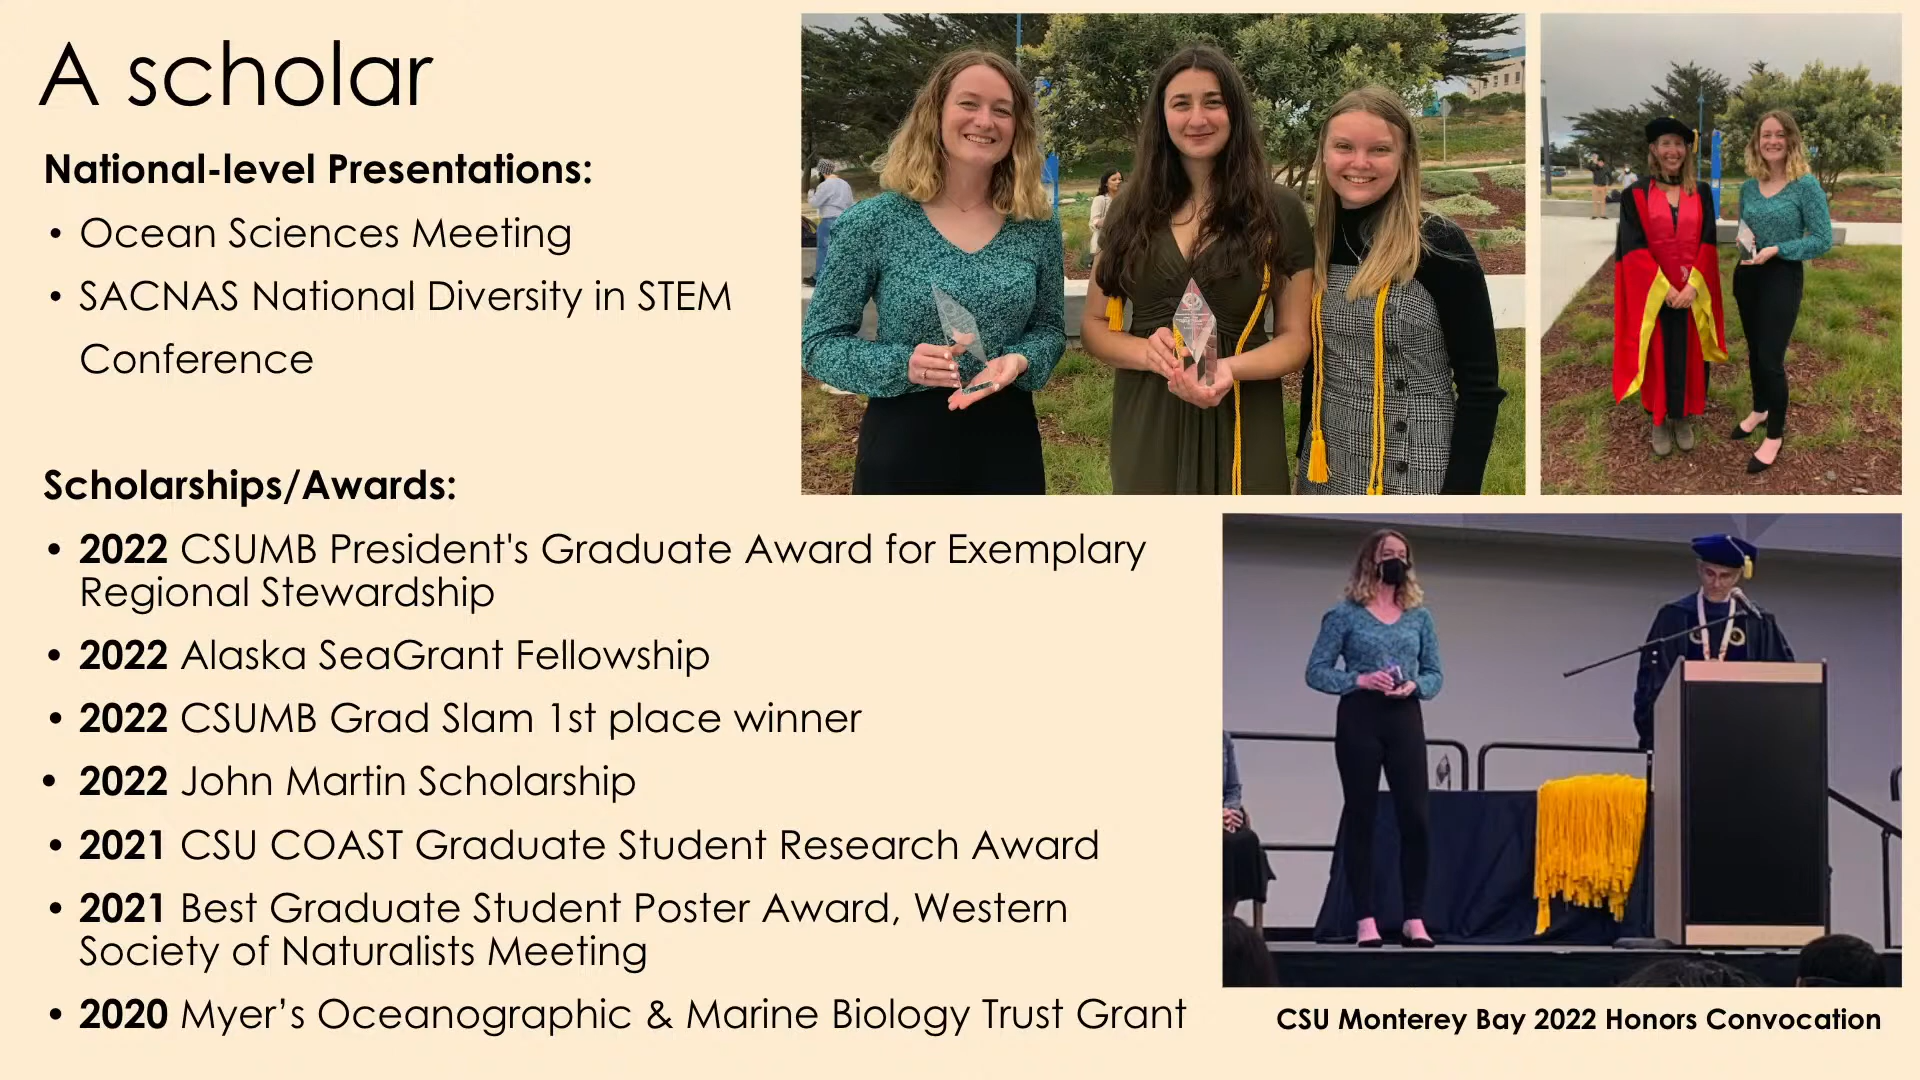 A scholar
National-level Presentations:
• Ocean Sciences Meeting
• SACNAS National Diversity in STEM
Conference
Scholarships/Awards:
• 2022 CSUMB President's Graduate Award for Exemplary
Regional Stewardship
• 2022 Alaska SeaGrant Fellowship
• 2022 CSUMB Grad Slam 1st place winner
• 2022 John Martin Scholarship
• 2021 CSU COAST Graduate Student Research Award
• 2021 Best Graduate Student Poster Award, Western
Society of Naturalists Meeting
• 2020 Myer’s Oceanographic & Marine Biology Trust Grant
CSU Monterey Bay 2022 Honors Convocation